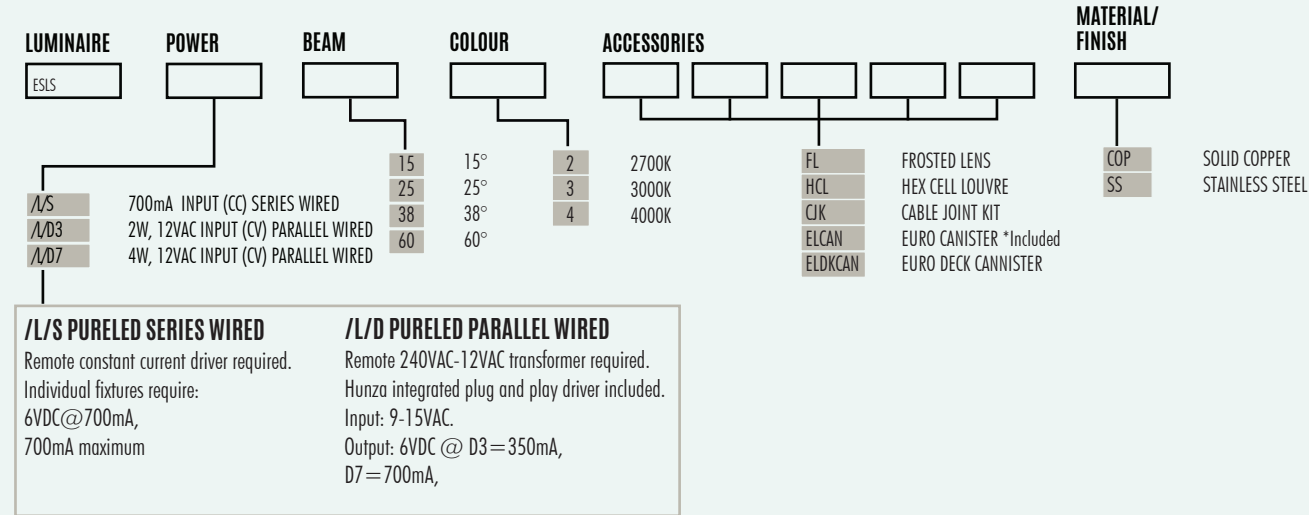 LUMINAIRE POWER BEAM COLOUR ACCESSORIES MATERIAL/
FINISH
ESLS
15 15° 2 2700K FL FROSTED LENS COP SOLID COPPER
25 25° 3 3000K HCL HEX CELL LOUVRE SS STAINLESS STEEL
38 38° 4 4000K CJK CABLE JOINT KIT
60 60° ELCAN EURO CANISTER *Included
ELDKCAN EURO DECK CANNISTER
/L/S 700mA INPUT (CC) SERIES WIRED
/L/D3 2W, 12VAC INPUT (CV) PARALLEL WIRED
/L/D7 4W, 12VAC INPUT (CV) PARALLEL WIRED
/L/S PURELED SERIES WIRED
Remote constant current driver required.
Individual fixtures require:
6VDC@700mA,
700mA maximum
/L/D PURELED PARALLEL WIRED
Remote 240VAC-12VAC transformer required.
Hunza integrated plug and play driver included.
Input: 9-15VAC.
Output: 6VDC @ D3=350mA,
D7=700mA,